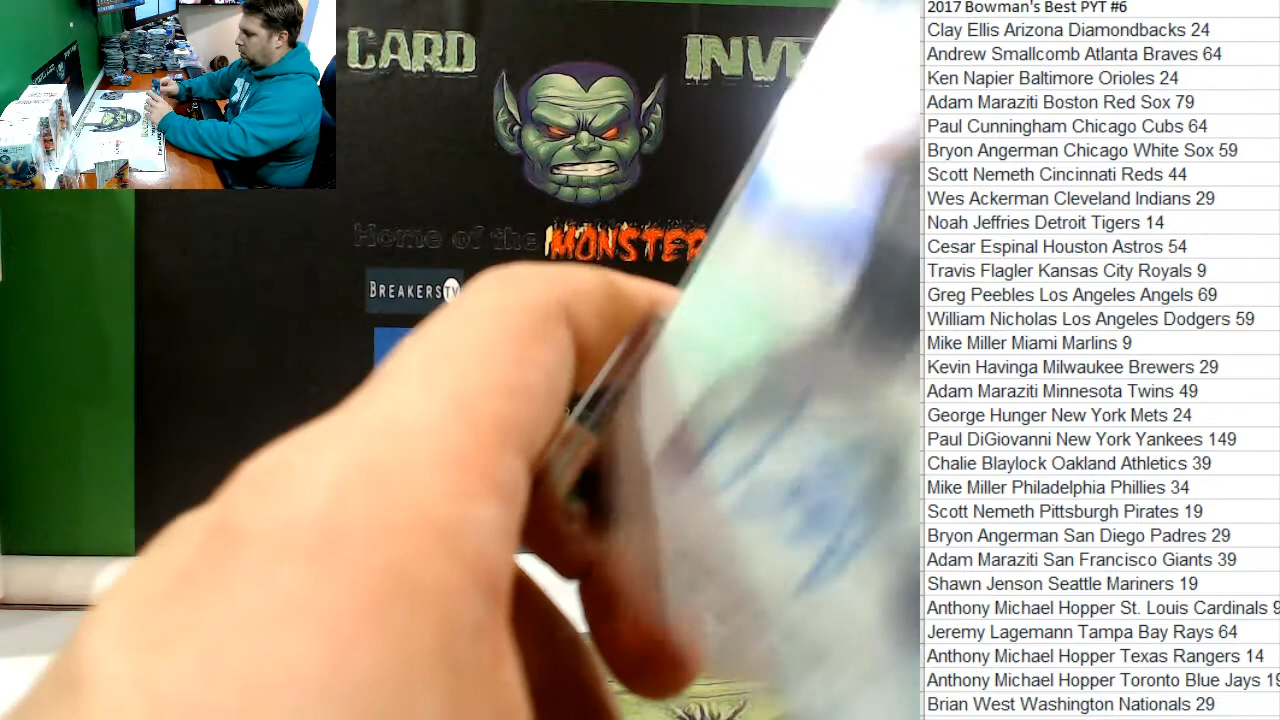 CARD INV
Home of the MONSTER
BREAKERSTV
2017 Bowman's Best PYT #6
Clay Ellis Arizona Diamondbacks 24
Andrew Smallcomb Atlanta Braves 64
Ken Napier Baltimore Orioles 24
Adam Maraziti Boston Red Sox 79
Paul Cunningham Chicago Cubs 64
Bryon Angerman Chicago White Sox 59
Scott Nemeth Cincinnati Reds 44
Wes Ackerman Cleveland Indians 29
Noah Jeffries Detroit Tigers 14
Cesar Espinal Houston Astros 54
Travis Flagler Kansas City Royals 9
Greg Peebles Los Angeles Angels 69
William Nicholas Los Angeles Dodgers 59
Mike Miller Miami Marlins 9
Kevin Havinga Milwaukee Brewers 29
Adam Maraziti Minnesota Twins 49
George Hunger New York Mets 24
Paul DiGiovanni New York Yankees 149
Chalie Blaylock Oakland Athletics 39
Mike Miller Philadelphia Phillies 34
Scott Nemeth Pittsburgh Pirates 19
Bryon Angerman San Diego Padres 29
Adam Maraziti San Francisco Giants 39
Shawn Jenson Seattle Mariners 19
Anthony Michael Hopper St. Louis Cardinals 9
Jeremy Lagemann Tampa Bay Rays 64
Anthony Michael Hopper Texas Rangers 14
Anthony Michael Hopper Toronto Blue Jays 19
Brian West Washington Nationals 29